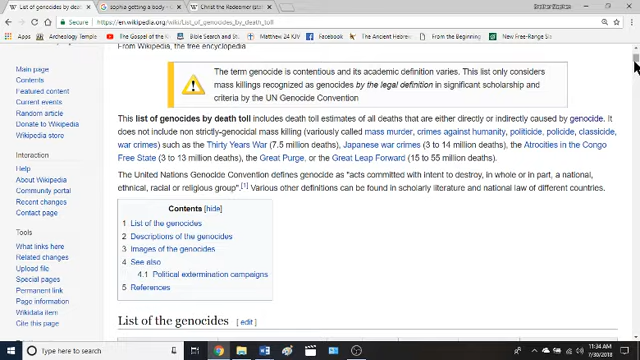 List of genocides by death toll
sophia getting a body
Christ the Redeemer (st
Secure
https://en.wikipedia.org/wiki/List_of_genocides_by_death_toll
Apps
Archeology Temple
On This Day
Bible Gateway
Matthew 24 KJV
Facebook
The Ancient Hebrew
From the Beginning
New Free-Range Six
From Wikipedia, the free encyclopedia
Main page
Contents
Featured content
Current events
Random article
Donate to Wikipedia
Wikipedia store
Interaction
Help
About Wikipedia
Community portal
Recent changes
Contact page
Tools
What links here
Related changes
Upload file
Special pages
Permanent link
Page information
Wikidata item
Cite this page
The term genocide is contentious and its academic definition varies. This list only considers
mass killings recognized as genocides by the legal definition in significant scholarship and
criteria by the UN Genocide Convention
This list of genocides by death toll includes death toll estimates of all deaths that are either directly or indirectly caused by genocide. It
does not include non strictly-genocidal mass killing (variously called mass murder, crimes against humanity, politicide, policide, classicide,
war crimes) such as the Thirty Years War (7.5 million deaths), Japanese war crimes (3 to 14 million deaths), the Atrocities in the Congo
Free State (3 to 13 million deaths), the Great Purge, or the Great Leap Forward (15 to 55 million deaths).
The United Nations Genocide Convention defines genocide as "acts committed with intent to destroy, in whole or in part, a national,
ethnical, racial or religious group".[1] Various other definitions can be found in scholarly literature and national law of different countries.
Contents [hide]
1 List of the genocides
2 Descriptions of the genocides
3 Images of the genocides
4 See also
4.1 Political extermination campaigns
5 References
List of the genocides [ edit ]
Type here to search
11:34 AM
7/30/2018